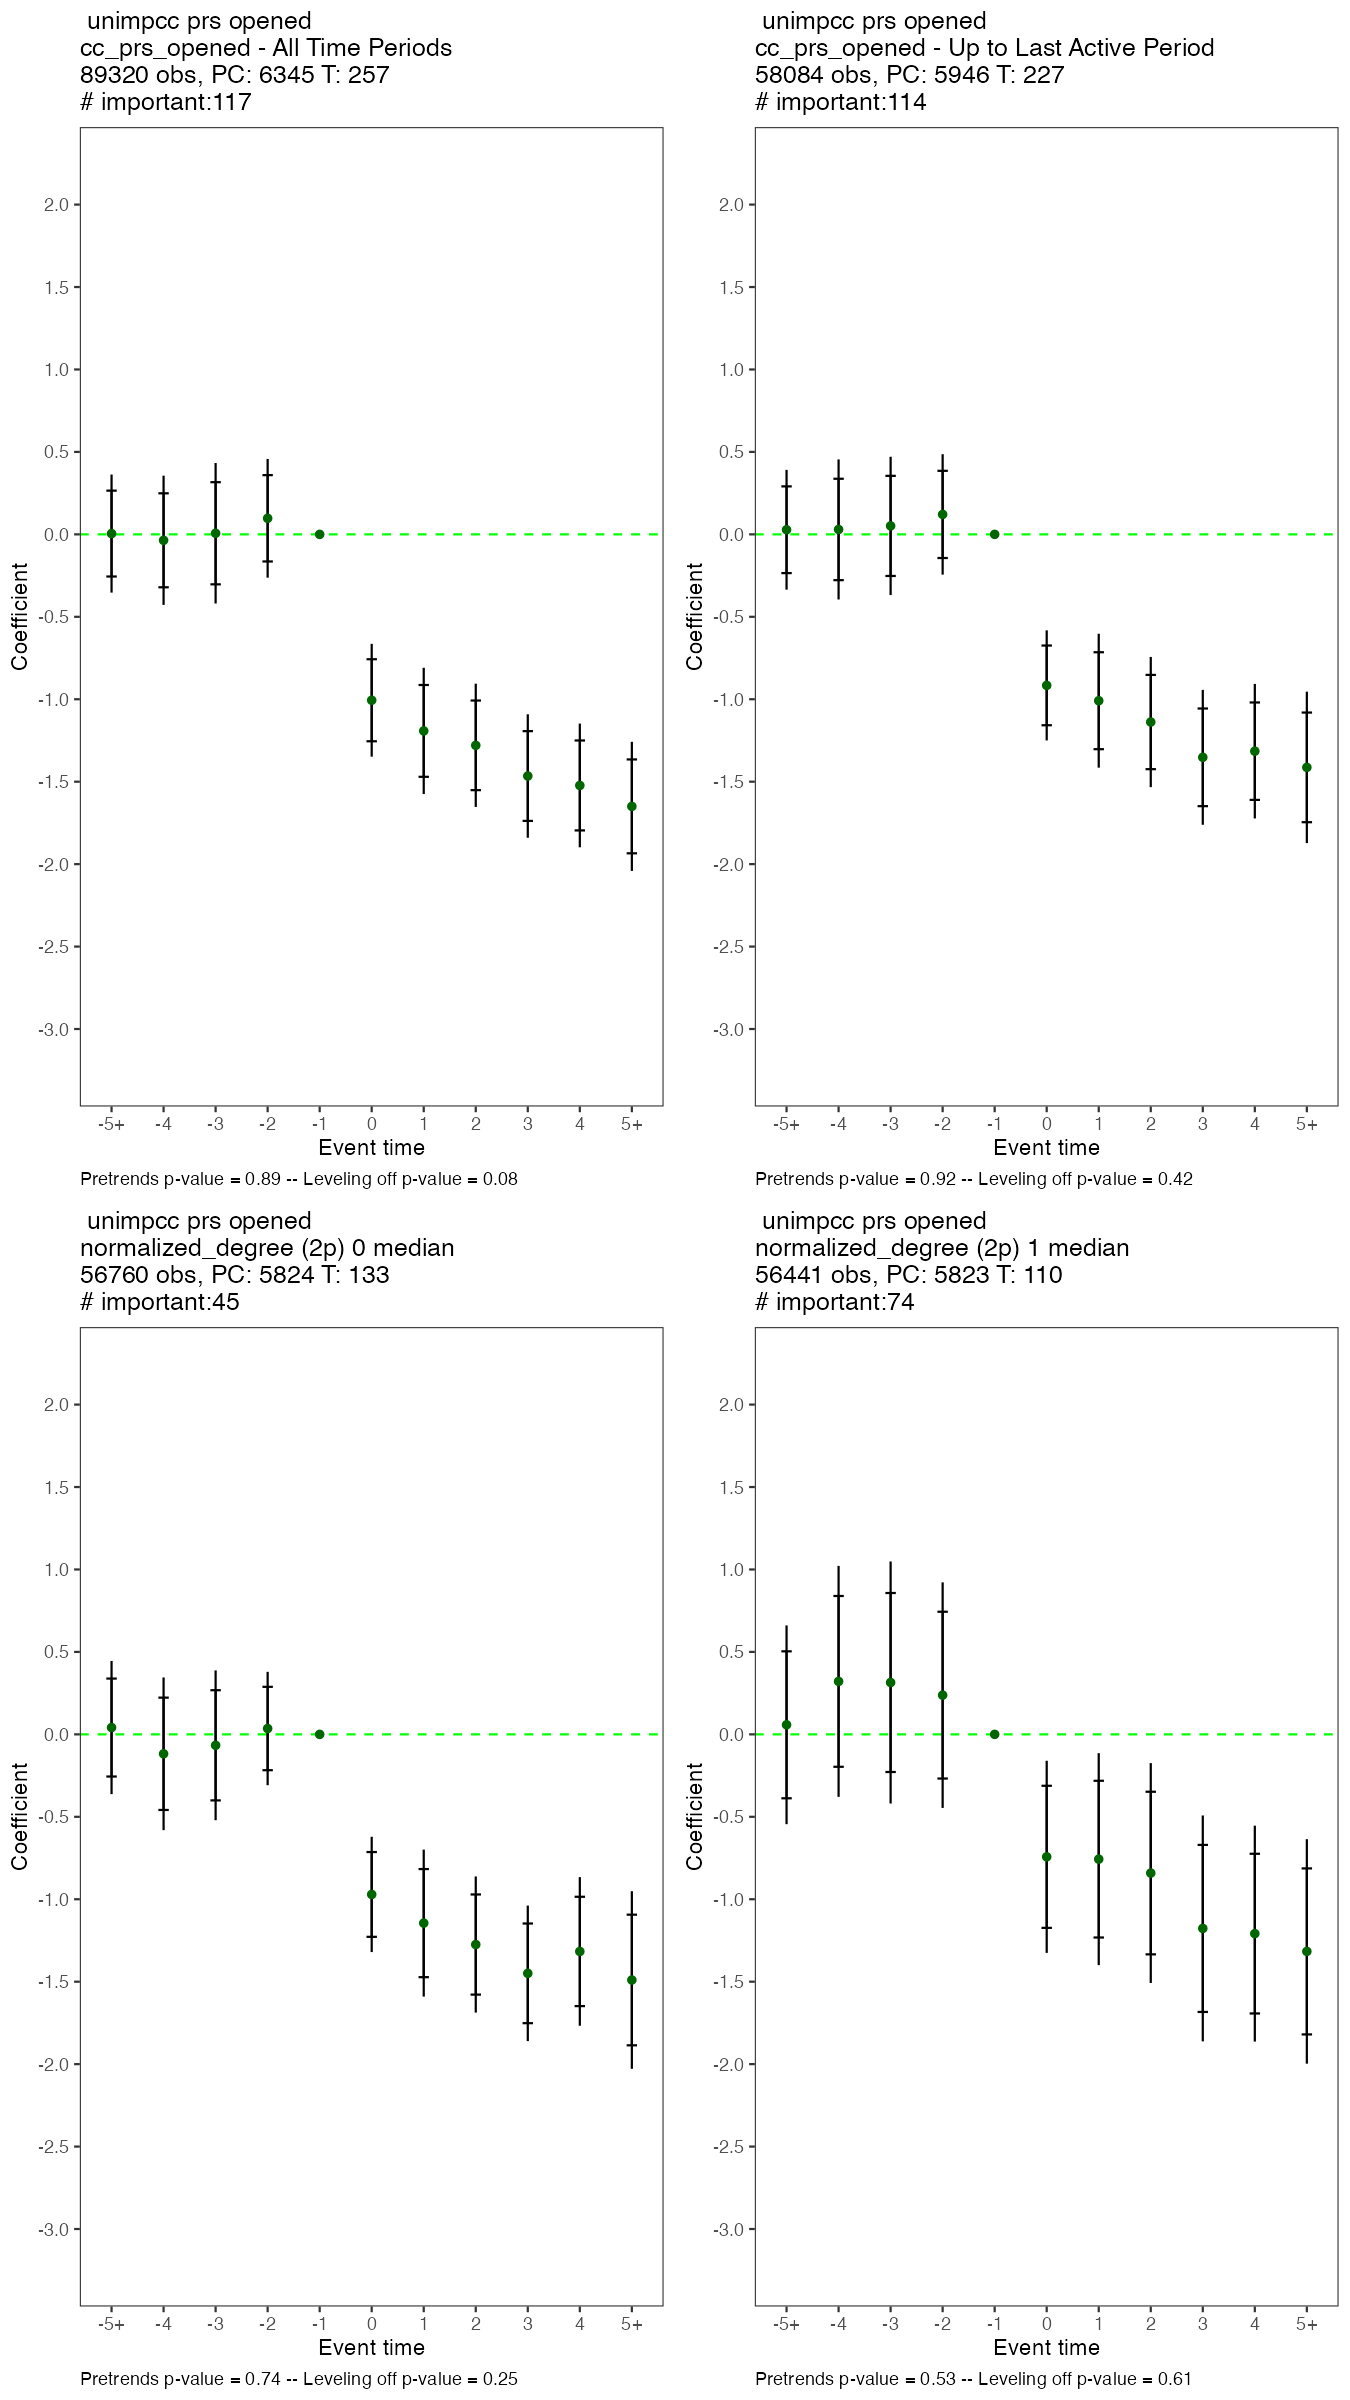 unimpcc prs opened
cc_prs_opened - All Time Periods
89320 obs, PC: 6345 T: 257
# important:117
2.0
1.5
1.0
0.5
0.0
-0.5
-1.0
-1.5
-2.0
-2.5
-3.0
Coefficient
-5+ -4 -3 -2 -1 0 1 2 3 4 5+
Event time
Pretrends p-value = 0.89 -- Leveling off p-value = 0.08
unimpcc prs opened
cc_prs_opened - Up to Last Active Period
58084 obs, PC: 5946 T: 227
# important:114
2.0
1.5
1.0
0.5
0.0
-0.5
-1.0
-1.5
-2.0
-2.5
-3.0
Coefficient
-5+ -4 -3 -2 -1 0 1 2 3 4 5+
Event time
Pretrends p-value = 0.92 -- Leveling off p-value = 0.42
unimpcc prs opened
normalized_degree (2p) 0 median
56760 obs, PC: 5824 T: 133
# important:45
2.0
1.5
1.0
0.5
0.0
-0.5
-1.0
-1.5
-2.0
-2.5
-3.0
Coefficient
-5+ -4 -3 -2 -1 0 1 2 3 4 5+
Event time
Pretrends p-value = 0.74 -- Leveling off p-value = 0.25
unimpcc prs opened
normalized_degree (2p) 1 median
56441 obs, PC: 5823 T: 110
# important:74
2.0
1.5
1.0
0.5
0.0
-0.5
-1.0
-1.5
-2.0
-2.5
-3.0
Coefficient
-5+ -4 -3 -2 -1 0 1 2 3 4 5+
Event time
Pretrends p-value = 0.53 -- Leveling off p-value = 0.61